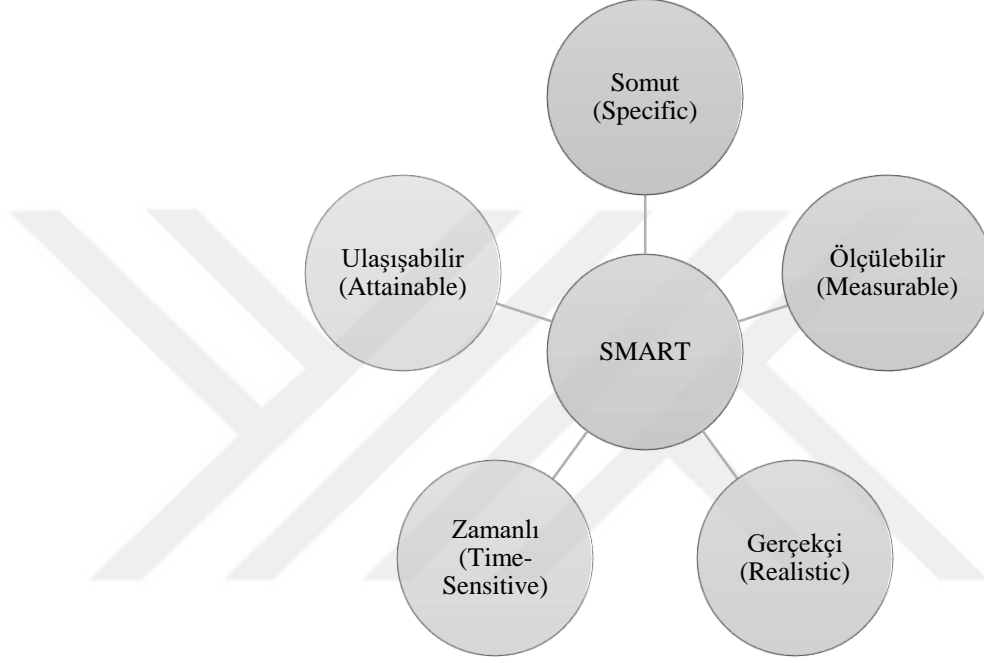 Somut
(Specific)
Ölçülebilir
(Measurable)
Gerçekçi
(Realistic)
Zamanlı
(Time-
Sensitive)
Ulaşışabilir
(Attainable)
SMART